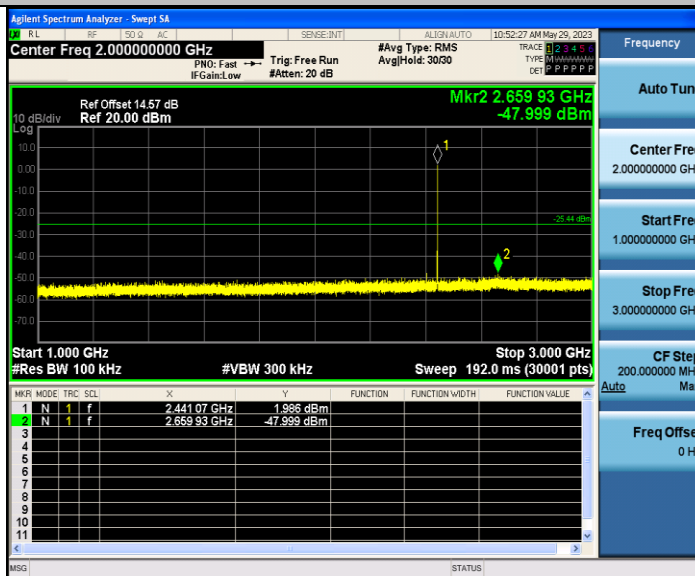 Agilent Spectrum Analyzer - Swept SA
LXI RL RF 50 Ω AC SENSE:INT ALIGN AUTO 10:52:27 AM May 29, 2023
Center Freq 2.000000000 GHz
PNO: Fast
IFGain:Low
Trig: Free Run
#Atten: 20 dB
#Avg Type: RMS
Avg|Hold: 30/30
TRACE 1 2 3 4 5 6
TYPE M W W W W W
DET P P P P P P
Mkr2 2.659 93 GHz
-47.999 dBm
Ref Offset 14.57 dB
10 dB/div Ref 20.00 dBm
Log
10.0
0.00
-10.0
-20.0
-30.0
-40.0
-50.0
-60.0
-70.0
1
-25.44 dBm
2
Start 1.000 GHz Stop 3.000 GHz
#Res BW 100 kHz #VBW 300 kHz Sweep 192.0 ms (30001 pts)
MKR MODE TRC SCL X Y FUNCTION FUNCTION WIDTH FUNCTION VALUE
1 N 1 f 2.441 07 GHz 1.986 dBm
2 N 1 f 2.659 93 GHz -47.999 dBm
3
4
5
6
7
8
9
10
11
MSG STATUS
Frequency
Auto Tun
Center Fre
2.000000000 GH
Start Fre
1.000000000 GH
Stop Fre
3.000000000 GH
CF Ste
200.000000 MH
Auto Ma
Freq Offse
0 H